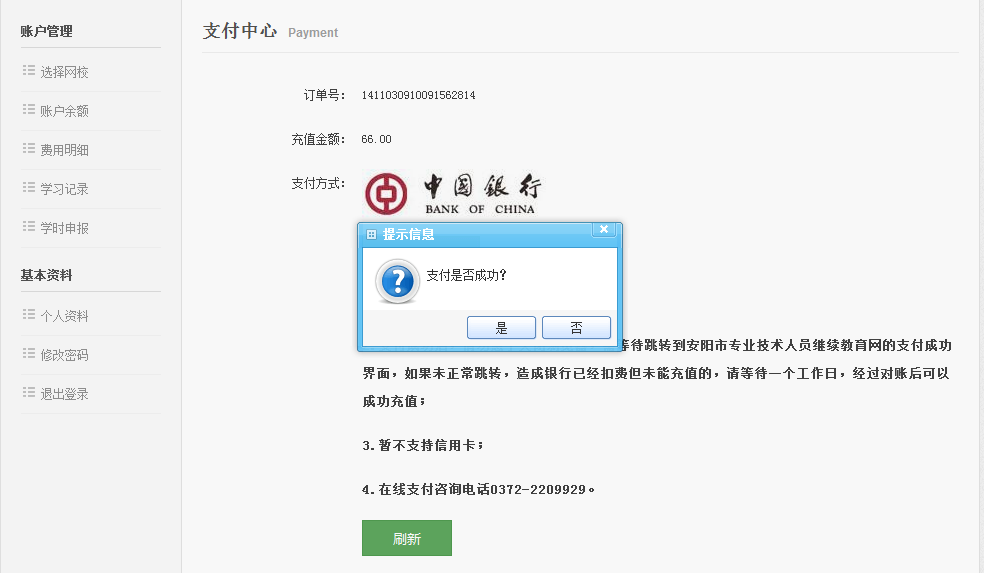 账户管理
选择网校
账户余额
费用明细
学习记录
学时申报
基本资料
个人资料
修改密码
退出登录
支付中心 Payment
订单号： 1411030910091562814
充值金额： 66.00
支付方式： 中国銀行
BANK OF CHINA
提示信息
支付是否成功?
是 否
等待跳转到安阳市专业技术人员继续教育网的支付成功
界面，如果未正常跳转，造成银行已经扣费但未能充值的，请等待一个工作日，经过对账后可以
成功充值；
3.暂不支持信用卡；
4.在线支付咨询电话0372-2209929。
刷新